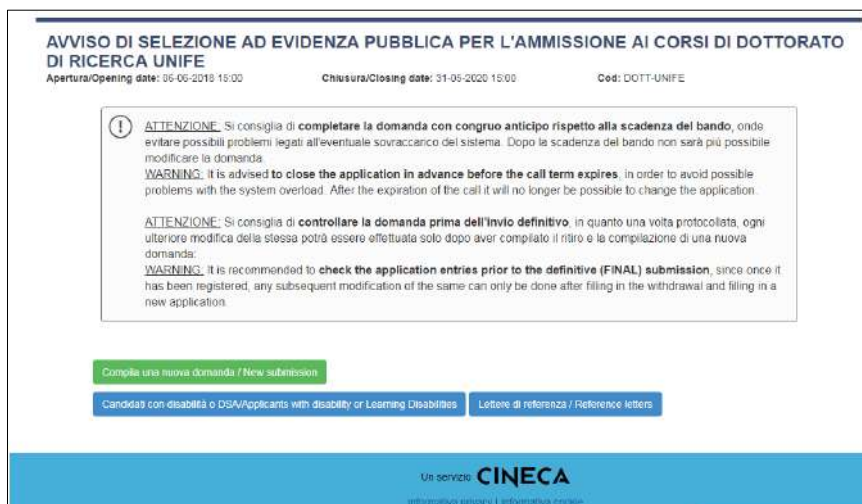 AVVISO DI SELEZIONE AD EVIDENZA PUBBLICA PER L'AMMISSIONE AI CORSI DI DOTTORATO
DI RICERCA UNIFE
Apertura/Opening date: 06-06-2018 15:00 Chiusura/Closing date: 31-05-2020 15:00 Cod: DOTT-UNIFE
ATTENZIONE: Si consiglia di completare la domanda con congruo anticipo rispetto alla scadenza del bando, onde
evitare possibili problemi legati all'eventuale sovraccarico del sistema. Dopo la scadenza del bando non sarà più possibile
modificare la domanda.
WARNING: It is advised to close the application in advance before the call term expires, in order to avoid possible
problems with the system overload. After the expiration of the call it will no longer be possible to change the application.
ATTENZIONE: Si consiglia di controllare la domanda prima dell'invio definitivo, in quanto una volta protocollata, ogni
ulteriore modifica della stessa potrà essere effettuata solo dopo aver compilato il ritiro e la compilazione di una nuova
domanda:
WARNING: It is recommended to check the application entries prior to the definitive (FINAL) submission, since once it
has been registered, any subsequent modification of the same can only be done after filling in the withdrawal and filling in a
new application.
Compila una nuova domanda / New submission
Candidati con disabilità o DSA/Applicants with disability or Learning Disabilities Lettere di referenza / Reference letters
Un servizio CINECA
Informativa privacy | Informativa cookie